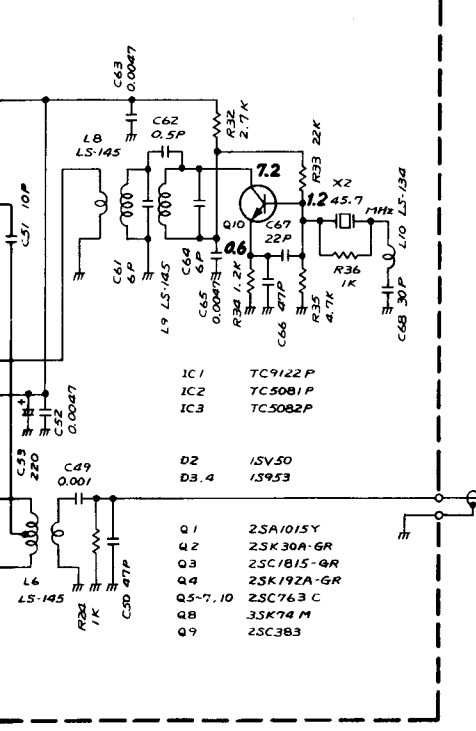 C63
0.0047
C62
0.5P
R32
2.7K
L8
LS-145
R33 22K
7.2
1.2
X2
45.7
MHz
L10 LS-134
C51 10P
Q10
C67
22P
0.6
C61
6P
L9 LS-145
C64
6P
C65
0.0047
R34 1.2K
C66 47P
R35
4.7K
R36
1K
C68 30P
IC1 TC9122P
IC2 TC5081P
IC3 TC5082P
+
C52
0.0047
C53
220
C49
0.001
D2 1SV50
D3.4 1S953
Q1 2SA1015Y
Q2 2SK30A-GR
Q3 2SC1815-GR
Q4 2SK192A-GR
Q5~7,10 2SC763 C
Q8 3SK74 M
Q9 2SC383
L6
LS-145
R24
1K
C50 47P